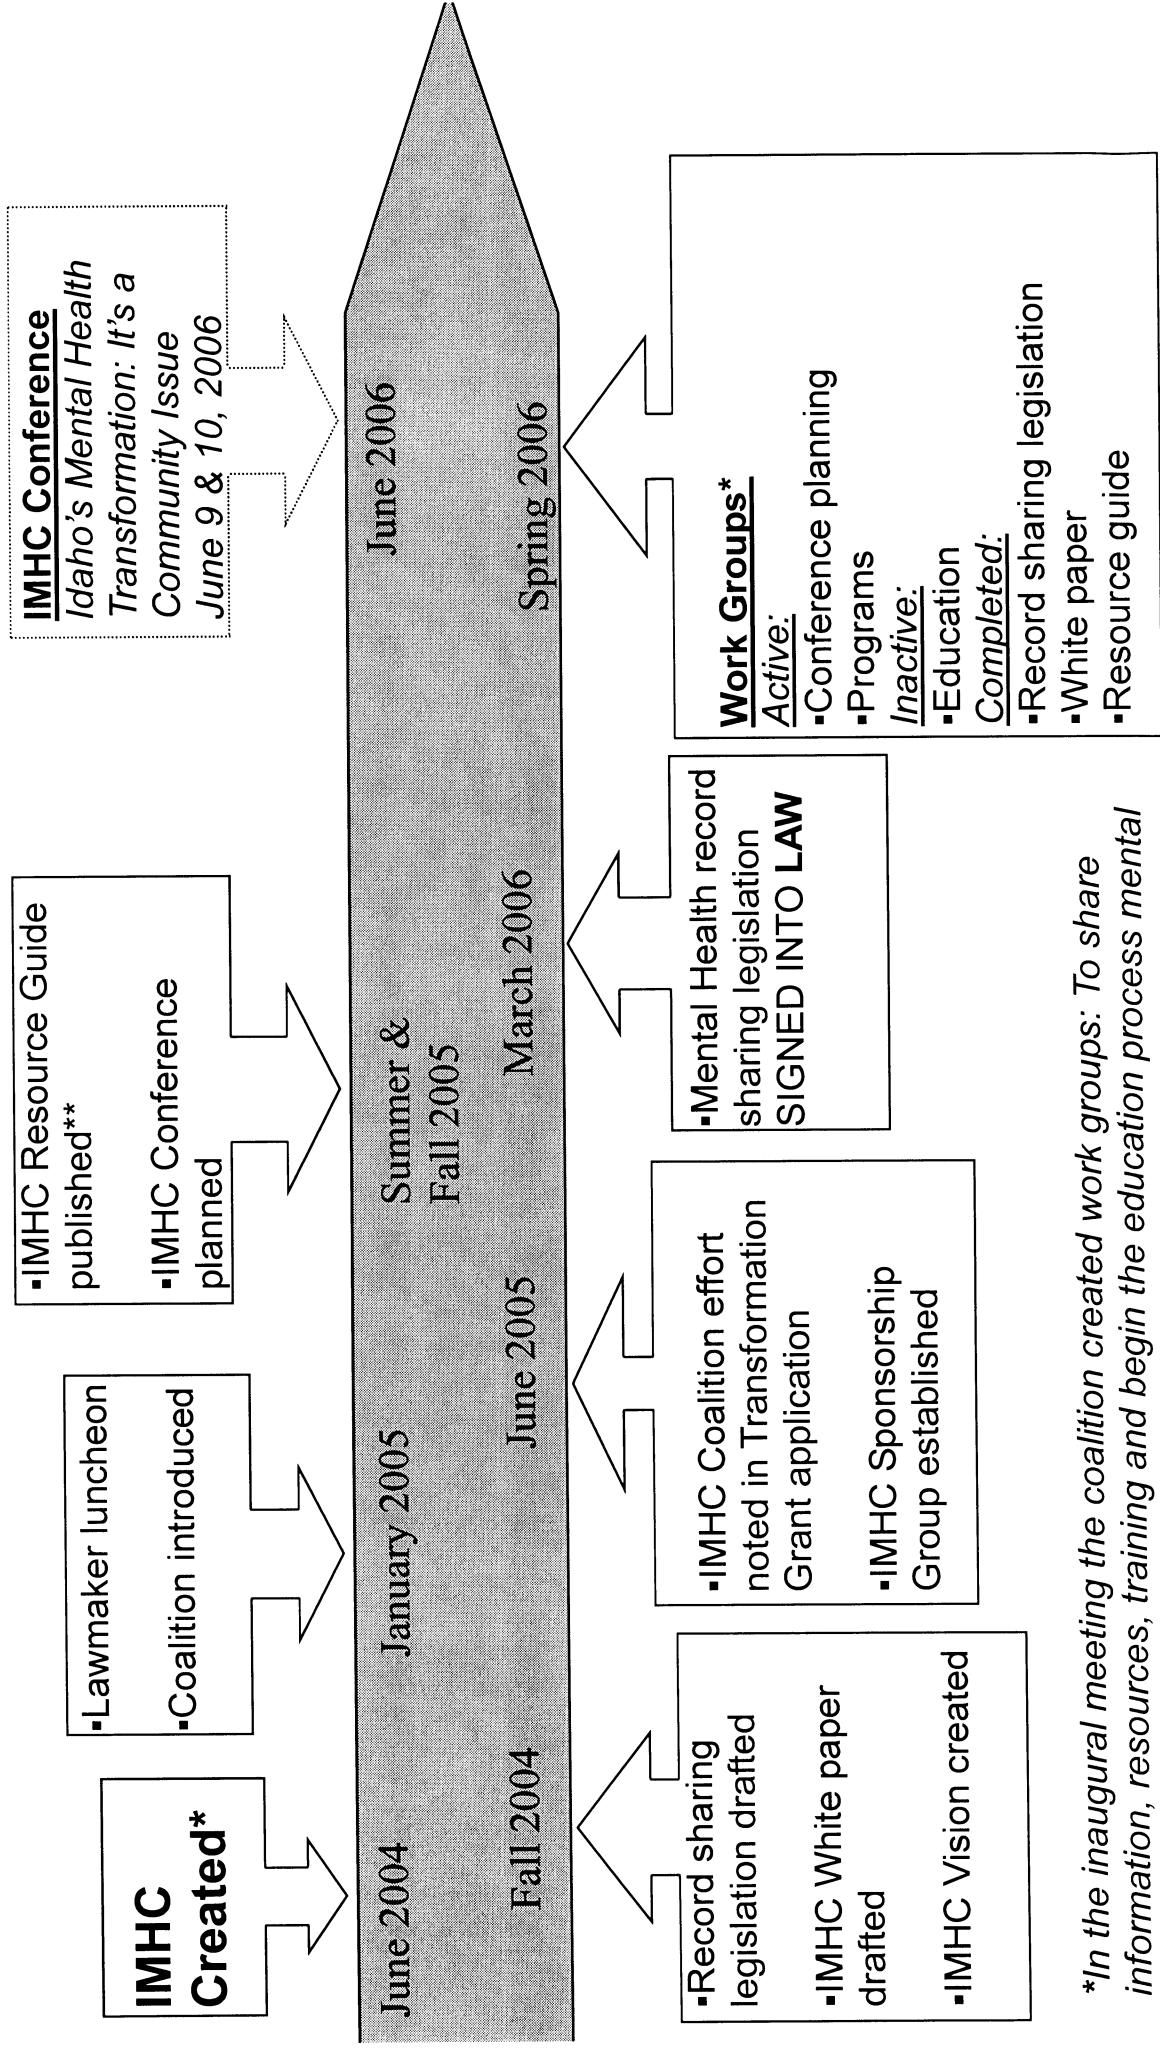 IMHC
Created*
▪Lawmaker luncheon
▪Coalition introduced
▪IMHC Resource Guide
published**
▪IMHC Conference
planned
IMHC Conference
Idaho's Mental Health
Transformation: It's a
Community Issue
June 9 & 10, 2006
June 2004
January 2005
Summer &
Fall 2005
June 2006
Fall 2004
June 2005
March 2006
Spring 2006
▪Record sharing
legislation drafted
▪IMHC White paper
drafted
▪IMHC Vision created
▪IMHC Coalition effort
noted in Transformation
Grant application
▪IMHC Sponsorship
Group established
▪Mental Health record
sharing legislation
SIGNED INTO LAW
Work Groups*
Active:
▪Conference planning
▪Programs
Inactive:
▪Education
Completed:
▪Record sharing legislation
▪White paper
▪Resource guide
*In the inaugural meeting the coalition created work groups: To share
information, resources, training and begin the education process mental